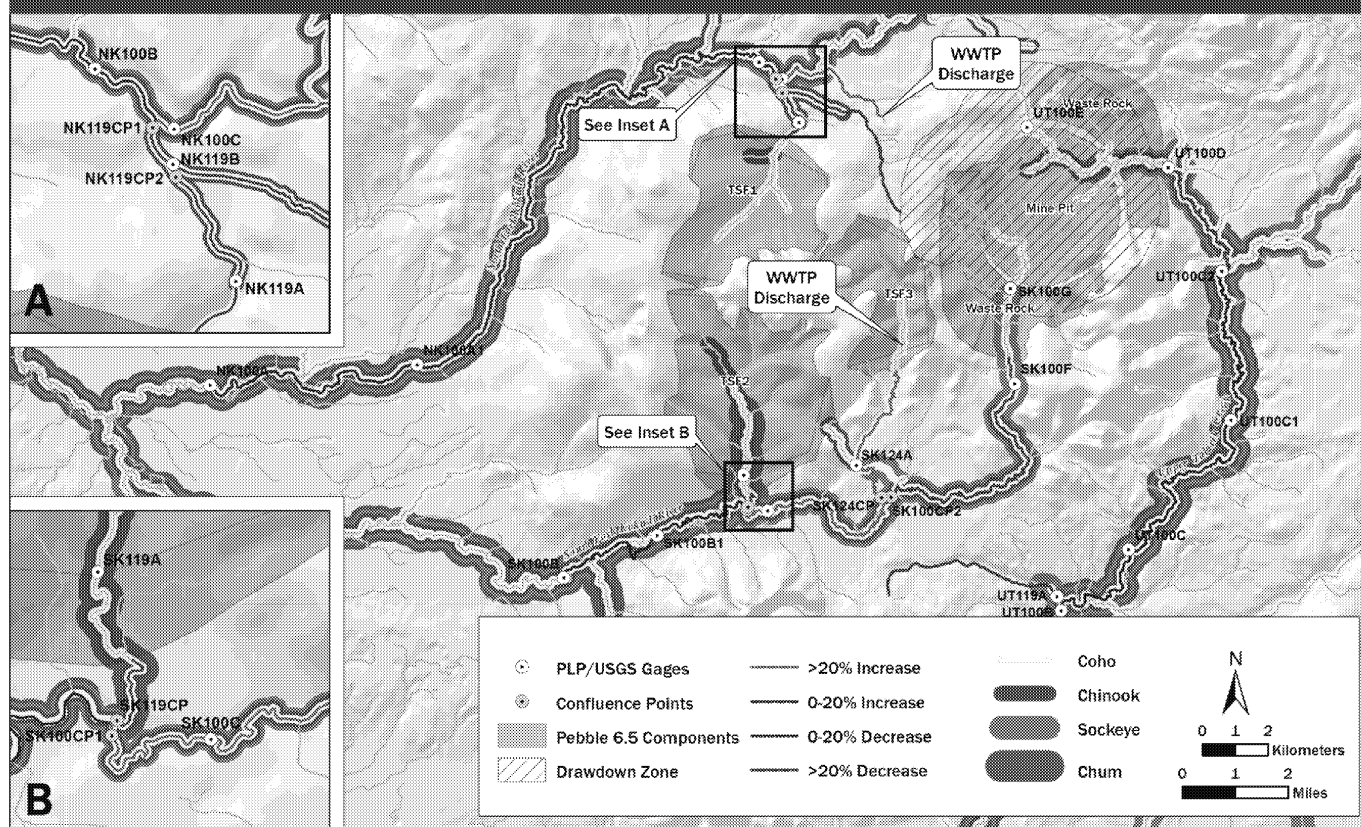 NK100B
NK119CP1
NK100C
NK119B
NK119CP2
NK119A
A
WWTP
Discharge
See Inset A
Waste Rock
UT100E
UT100D
TSF1
Mine Pit
WWTP
Discharge
TSF3
SK100G
Waste Rock
UT100C2
NK100A1
NK100A
TSF2
SK100F
See Inset B
UT100C1
SK124A
SK124CP
SK100CP2
SK100B1
SK100B
UT100C
UT119A
UT100B
SK119A
SK119CP
SK100C
SK100CP1
B
PLP/USGS Gages
Confluence Points
Pebble 6.5 Components
Drawdown Zone
>20% Increase
0-20% Increase
0-20% Decrease
>20% Decrease
Coho
Chinook
Sockeye
Chum
N
0 1 2
Kilometers
0 1 2
Miles